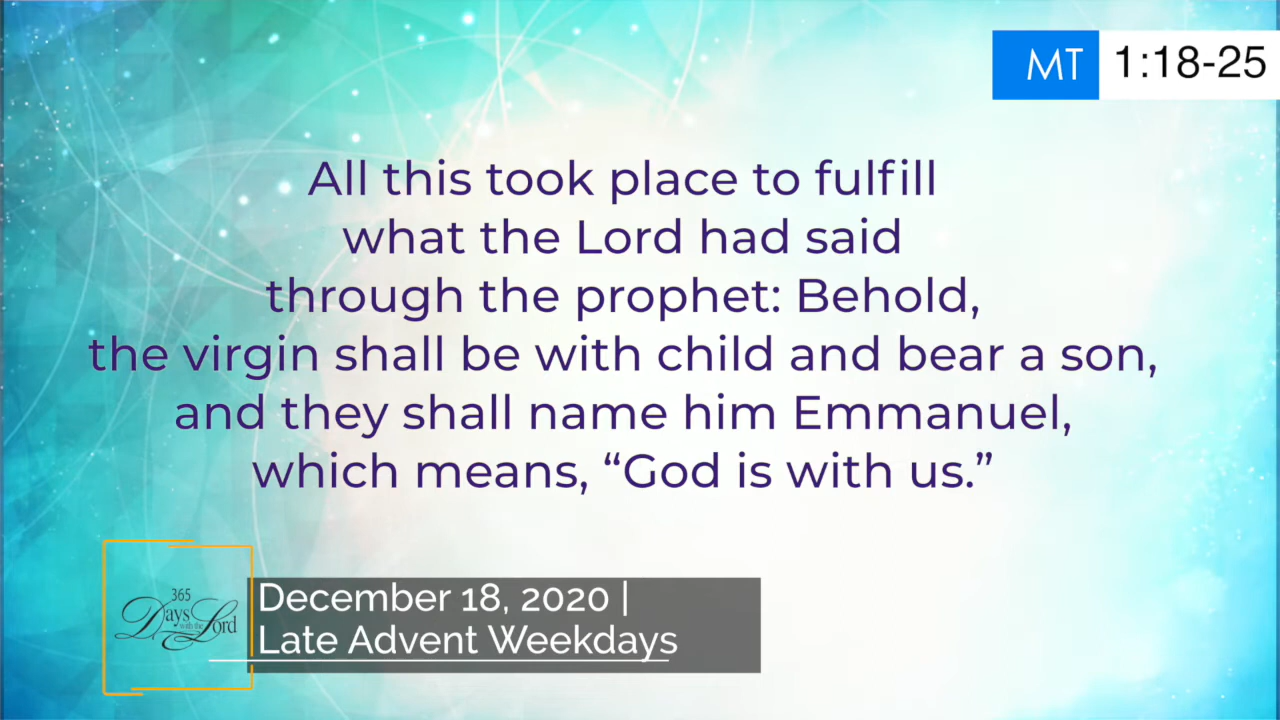 MT 1:18-25
All this took place to fulfill
what the Lord had said
through the prophet: Behold,
the virgin shall be with child and bear a son,
and they shall name him Emmanuel,
which means, “God is with us.”
365
Days with the Lord
December 18, 2020 |
Late Advent Weekdays